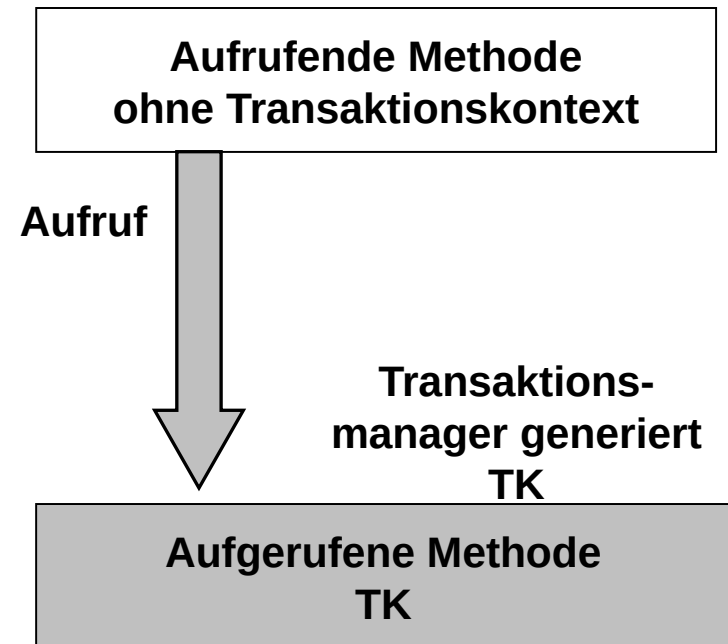 Aufrufende Methode
ohne Transaktionskontext
Aufruf
Transaktions-
manager generiert
TK
Aufgerufene Methode
TK